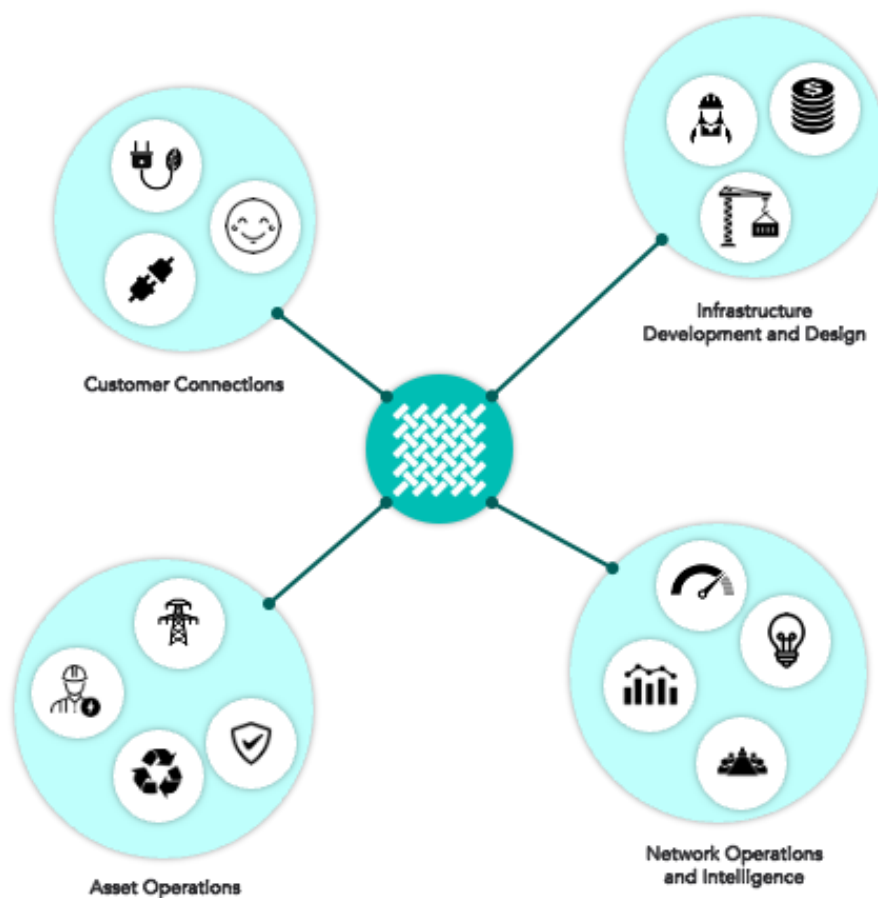 Infrastructure
Development and Design
Customer Connections
Network Operations
and Intelligence
Asset Operations
$